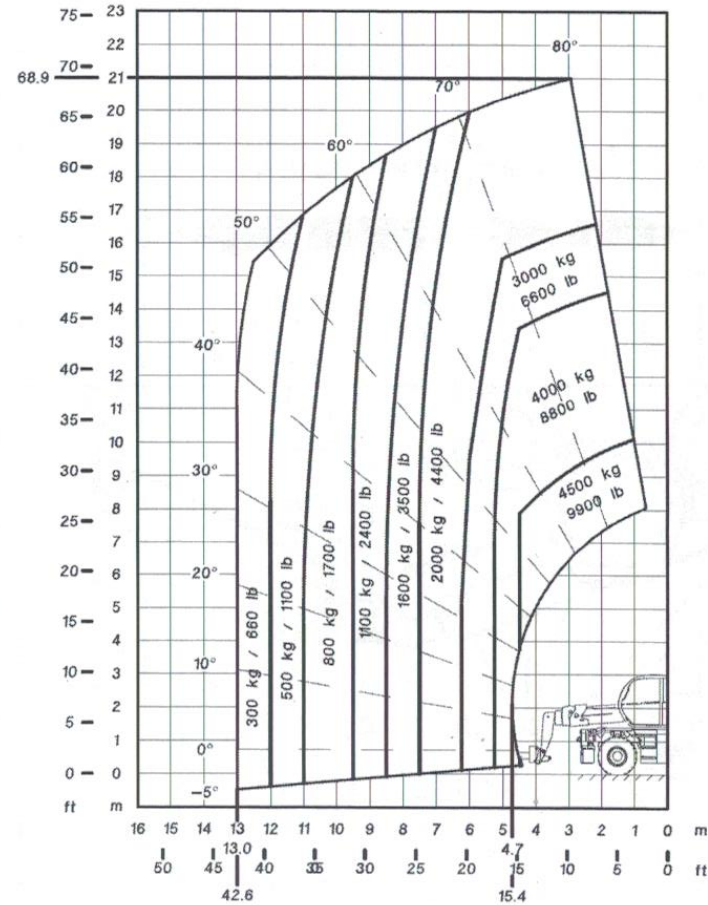 75 23
22
70
68.9 21
20
65
19
60 18
17
55
16
50 15
14
45
13
40 12
11
35
10
30 9
8
25
7
20 6
5
15
4
10 3
2
5
1
0 0
ft m
80°
70°
60°
50°
40°
30°
20°
10°
0°
-5°
3000 kg
6600 lb
4000 kg
8800 lb
4500 kg
9900 lb
300 kg / 660 lb
500 kg / 1100 lb
800 kg / 1700 lb
1100 kg / 2400 lb
1600 kg / 3500 lb
2000 kg / 4400 lb
16 15 14 13 12 11 10 9 8 7 6 5 4 3 2 1 0 m
13.0 4.7
50 45 40 35 30 25 20 15 10 5 0 ft
42.6 15.4